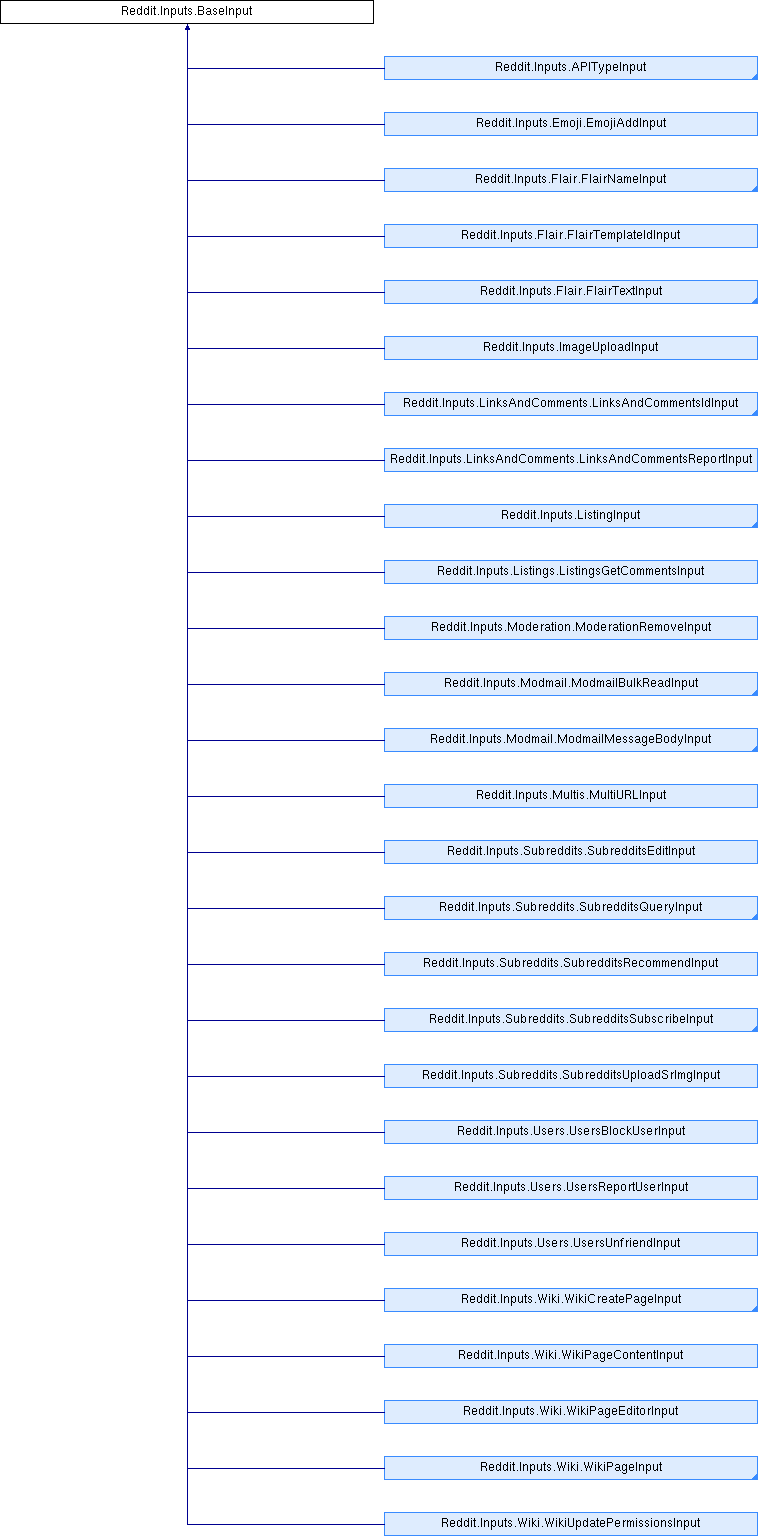 Reddit.Inputs.BaseInput
Reddit.Inputs.APITypeInput
Reddit.Inputs.Emoji.EmojiAddInput
Reddit.Inputs.Flair.FlairNameInput
Reddit.Inputs.Flair.FlairTemplateIdInput
Reddit.Inputs.Flair.FlairTextInput
Reddit.Inputs.ImageUploadInput
Reddit.Inputs.LinksAndComments.LinksAndCommentsIdInput
Reddit.Inputs.LinksAndComments.LinksAndCommentsReportInput
Reddit.Inputs.ListingInput
Reddit.Inputs.Listings.ListingsGetCommentsInput
Reddit.Inputs.Moderation.ModerationRemoveInput
Reddit.Inputs.Modmail.ModmailBulkReadInput
Reddit.Inputs.Modmail.ModmailMessageBodyInput
Reddit.Inputs.Multis.MultiURLInput
Reddit.Inputs.Subreddits.SubredditsEditInput
Reddit.Inputs.Subreddits.SubredditsQueryInput
Reddit.Inputs.Subreddits.SubredditsRecommendInput
Reddit.Inputs.Subreddits.SubredditsSubscribeInput
Reddit.Inputs.Subreddits.SubredditsUploadSrImgInput
Reddit.Inputs.Users.UsersBlockUserInput
Reddit.Inputs.Users.UsersReportUserInput
Reddit.Inputs.Users.UsersUnfriendInput
Reddit.Inputs.Wiki.WikiCreatePageInput
Reddit.Inputs.Wiki.WikiPageContentInput
Reddit.Inputs.Wiki.WikiPageEditorInput
Reddit.Inputs.Wiki.WikiPageInput
Reddit.Inputs.Wiki.WikiUpdatePermissionsInput